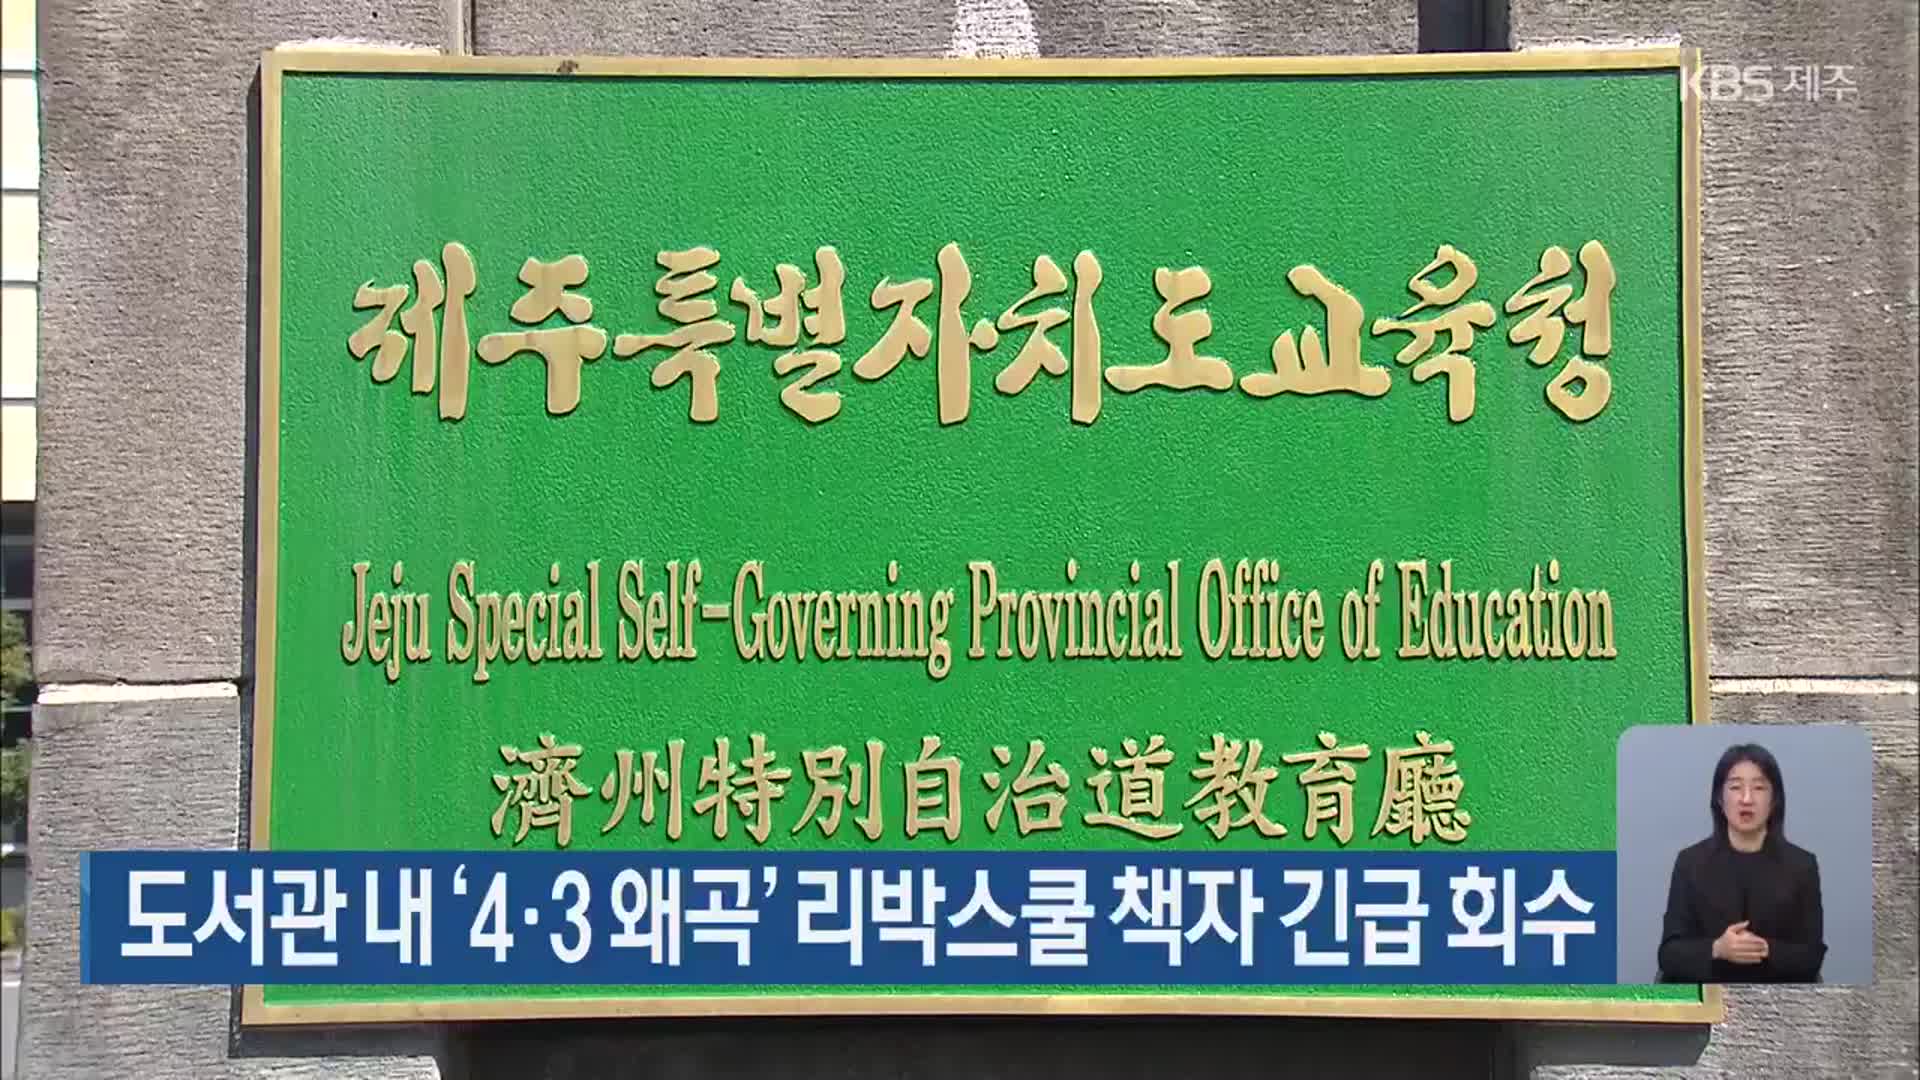 KBS 제주
제주특별자치도교육청
Jeju Special Self-Governing Provincial Office of Education
濟州特別自治道教育廳
도서관 내 ‘4·3 왜곡’ 리박스쿨 책자 긴급 회수